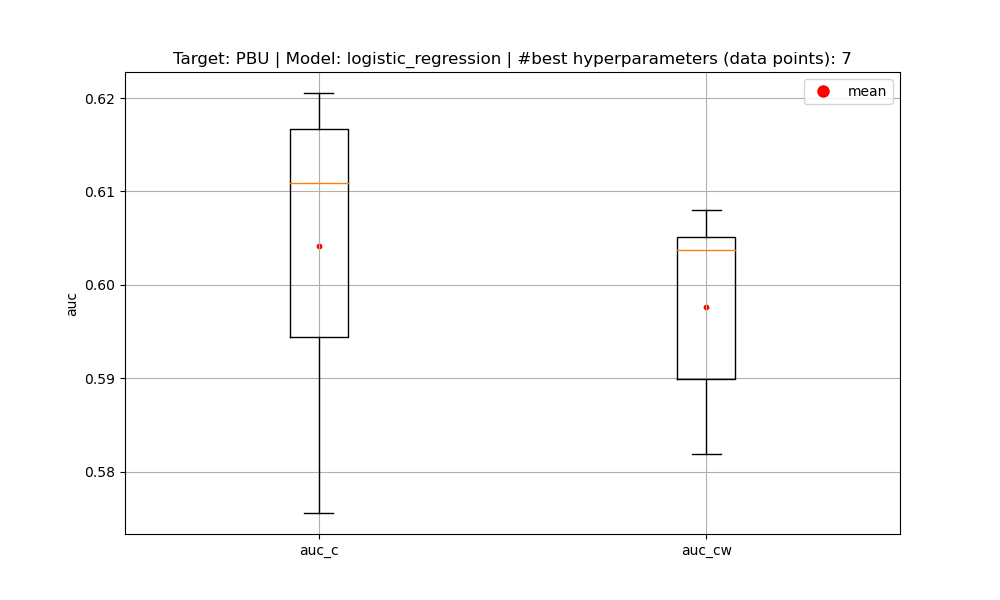 Target: PBU | Model: logistic_regression | #best hyperparameters (data points): 7
mean
0.62
0.61
0.60
0.59
0.58
auc
auc_c
auc_cw